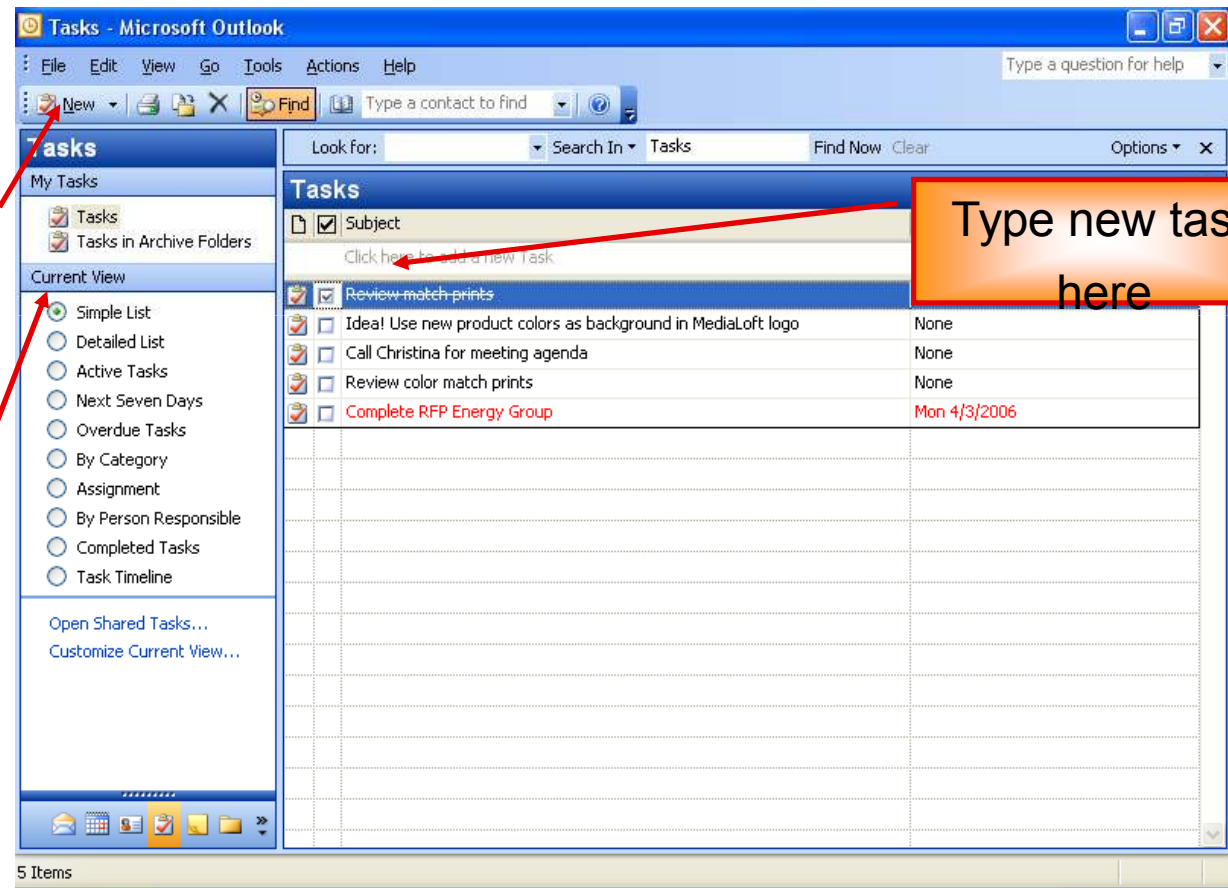 Tasks - Microsoft Outlook
File Edit View Go Tools Actions Help Type a question for help
New Find Type a contact to find
Tasks Look for: Search In Tasks Find Now Clear Options
My Tasks
Tasks
Tasks in Archive Folders
Current View
Simple List
Detailed List
Active Tasks
Next Seven Days
Overdue Tasks
By Category
Assignment
By Person Responsible
Completed Tasks
Task Timeline
Open Shared Tasks...
Customize Current View...
Tasks
Subject
Click here to add a new Task
Review match prints
Idea! Use new product colors as background in MediaLoft logo None
Call Christina for meeting agenda None
Review color match prints None
Complete RFP Energy Group Mon 4/3/2006
Type new tas
here
5 Items